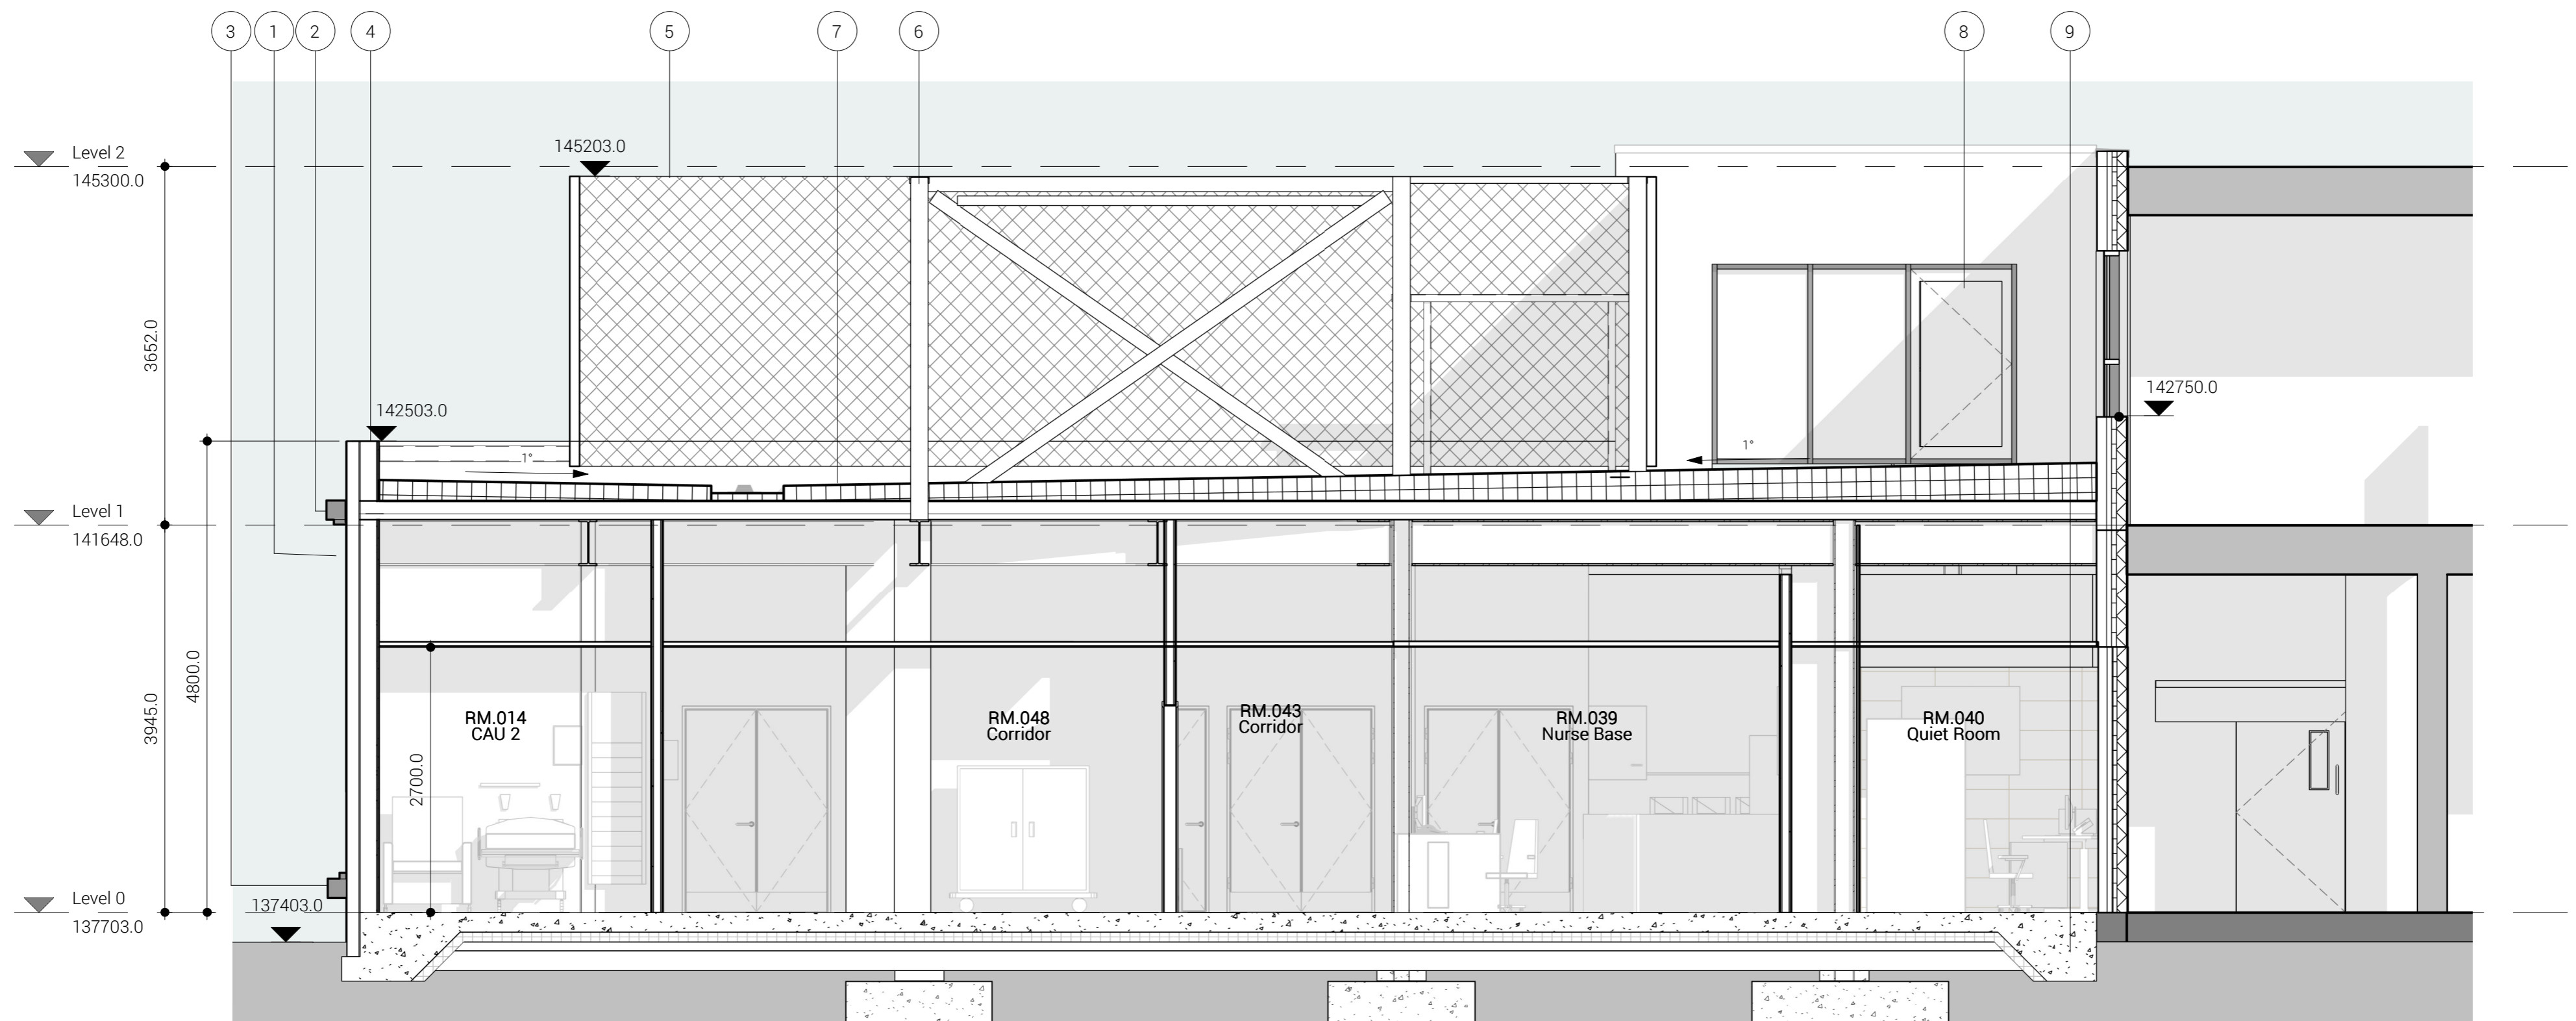 3
1
2
4
5
7
6
8
9
Level 2
145300.0
145203.0
3652.0
142503.0
142750.0
1°
1°
Level 1
141648.0
4800.0
3945.0
2700.0
RM.014
CAU 2
RM.048
Corridor
RM.043
Corridor
RM.039
Nurse Base
RM.040
Quiet Room
Level 0
137703.0
137403.0